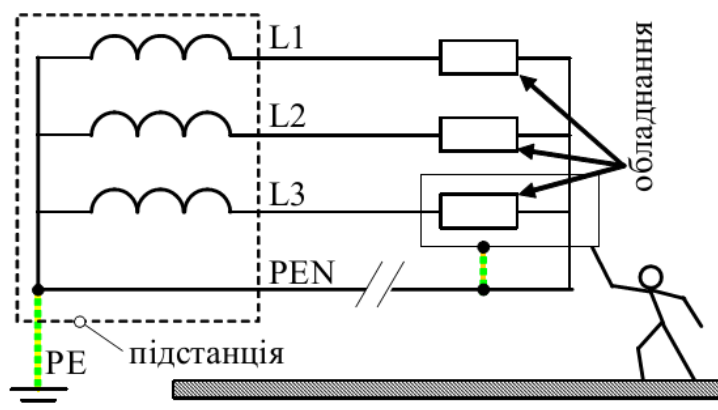 L1
L2
L3
PEN
PE
підстанція
обладнання